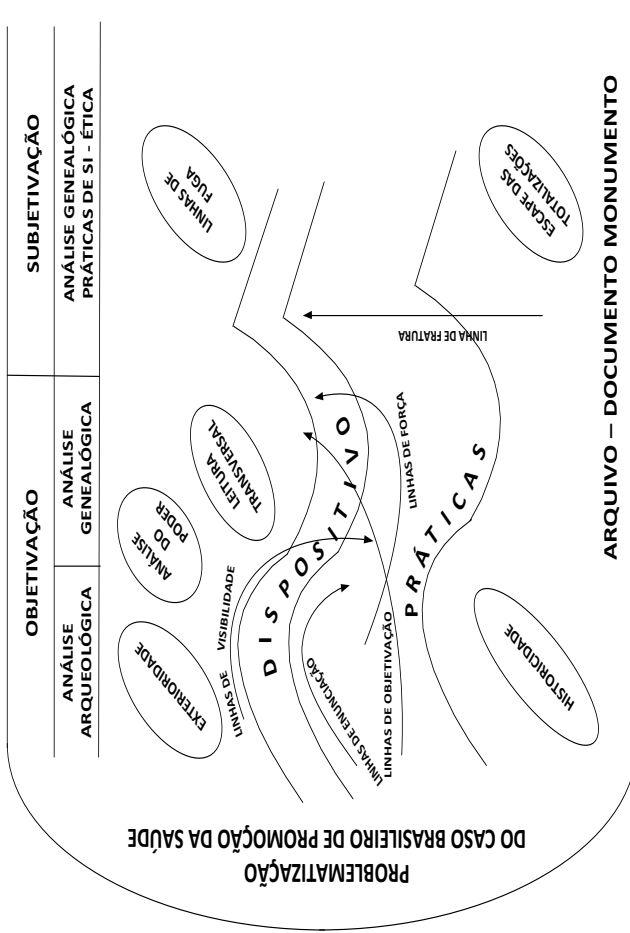 PROBLEMATIZAÇÃO
DO CASO BRASILEIRO DE PROMOÇÃO DA SAÚDE
OBJETIVAÇÃO
SUBJETIVAÇÃO
ANÁLISE
ARQUEOLÓGICA
ANÁLISE
GENEALÓGICA
ANÁLISE GENEALÓGICA
PRÁTICAS DE SI - ÉTICA
EXTERIORIDADE
ANÁLISE
DO
PODER
LEITURA
TRANSVERSAL
LINHAS DE
FUGA
LINHAS DE VISIBILIDADE
DISPOSITIVO
LINHAS DE ENUNCIAÇÃO
LINHAS DE OBJETIVAÇÃO
LINHAS DE FORÇA
LINHA DE FRATURA
PRÁTICAS
HISTORICIDADE
ESCAPE DAS
TOTALIZAÇÕES
ARQUIVO – DOCUMENTO MONUMENTO